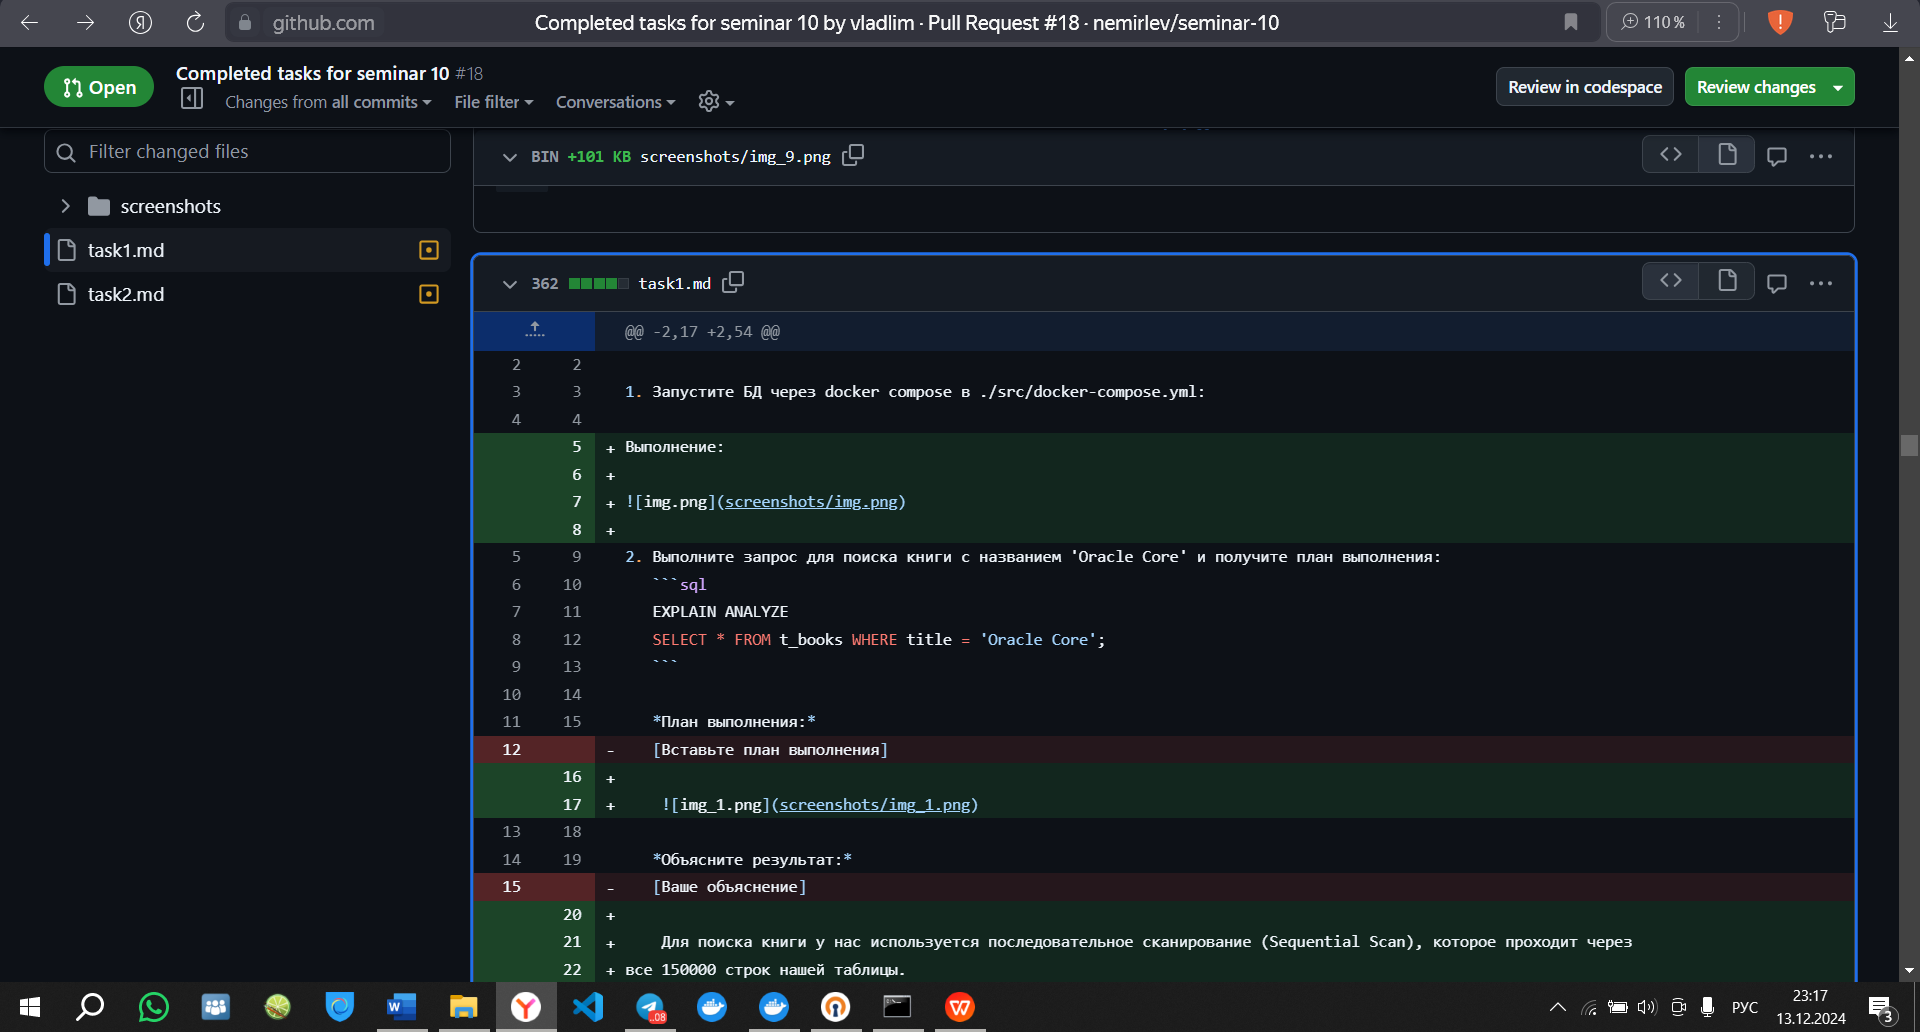 github.com
Completed tasks for seminar 10 by vladlim · Pull Request #18 · nemirlev/seminar-10
110 %
Open
Completed tasks for seminar 10 #18
Changes from all commits
File filter
Conversations
Review in codespace
Review changes
Filter changed files
screenshots
task1.md
task2.md
BIN +101 KB screenshots/img_9.png
362 task1.md
@@ -2,17 +2,54 @@
2 2
3 3 1. Запустите БД через docker compose в ./src/docker-compose.yml:
4 4
5 + Выполнение:
6 +
7 + ![img.png](screenshots/img.png)
8 +
5 9 2. Выполните запрос для поиска книги с названием 'Oracle Core' и получите план выполнения:
6 10 ```sql
7 11 EXPLAIN ANALYZE
8 12 SELECT * FROM t_books WHERE title = 'Oracle Core';
9 13 ```
10 14
11 15 *План выполнения:*
12 - [Вставьте план выполнения]
16 +
17 + ![img_1.png](screenshots/img_1.png)
13 18
14 19 *Объясните результат:*
15 - [Ваше объяснение]
20 +
21 + Для поиска книги у нас используется последовательное сканирование (Sequential Scan), которое проходит через
22 + все 150000 строк нашей таблицы.
РУС
23:17
13.12.2024
3